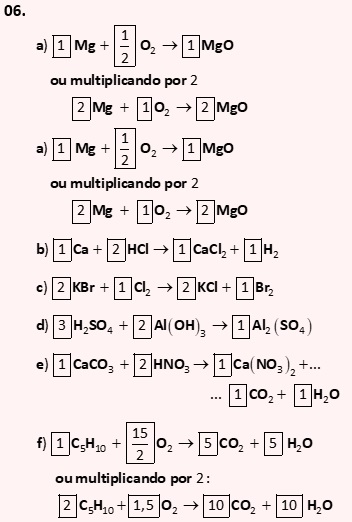 06.
a) 1 Mg + 1/2 O₂ → 1 MgO
ou multiplicando por 2
2 Mg + 1 O₂ → 2 MgO
a) 1 Mg + 1/2 O₂ → 1 MgO
ou multiplicando por 2
2 Mg + 1 O₂ → 2 MgO
b) 1 Ca + 2 HCl → 1 CaCl₂ + 1 H₂
c) 2 KBr + 1 Cl₂ → 2 KCl + 1 Br₂
d) 3 H₂SO₄ + 2 Al(OH)₃ → 1 Al₂(SO₄)
e) 1 CaCO₃ + 2 HNO₃ → 1 Ca(NO₃)₂ +...
... 1 CO₂ + 1 H₂O
f) 1 C₅H₁₀ + 15/2 O₂ → 5 CO₂ + 5 H₂O
ou multiplicando por 2:
2 C₅H₁₀ + 1,5 O₂ → 10 CO₂ + 10 H₂O